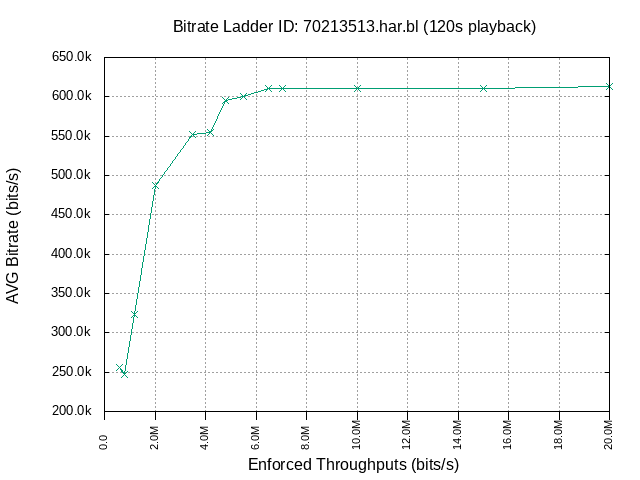 Bitrate Ladder ID: 70213513.har.bl (120s playback)
650.0k
600.0k
550.0k
500.0k
450.0k
400.0k
350.0k
300.0k
250.0k
200.0k
AVG Bitrate (bits/s)
0.0
2.0M
4.0M
6.0M
8.0M
10.0M
12.0M
14.0M
16.0M
18.0M
20.0M
Enforced Throughputs (bits/s)